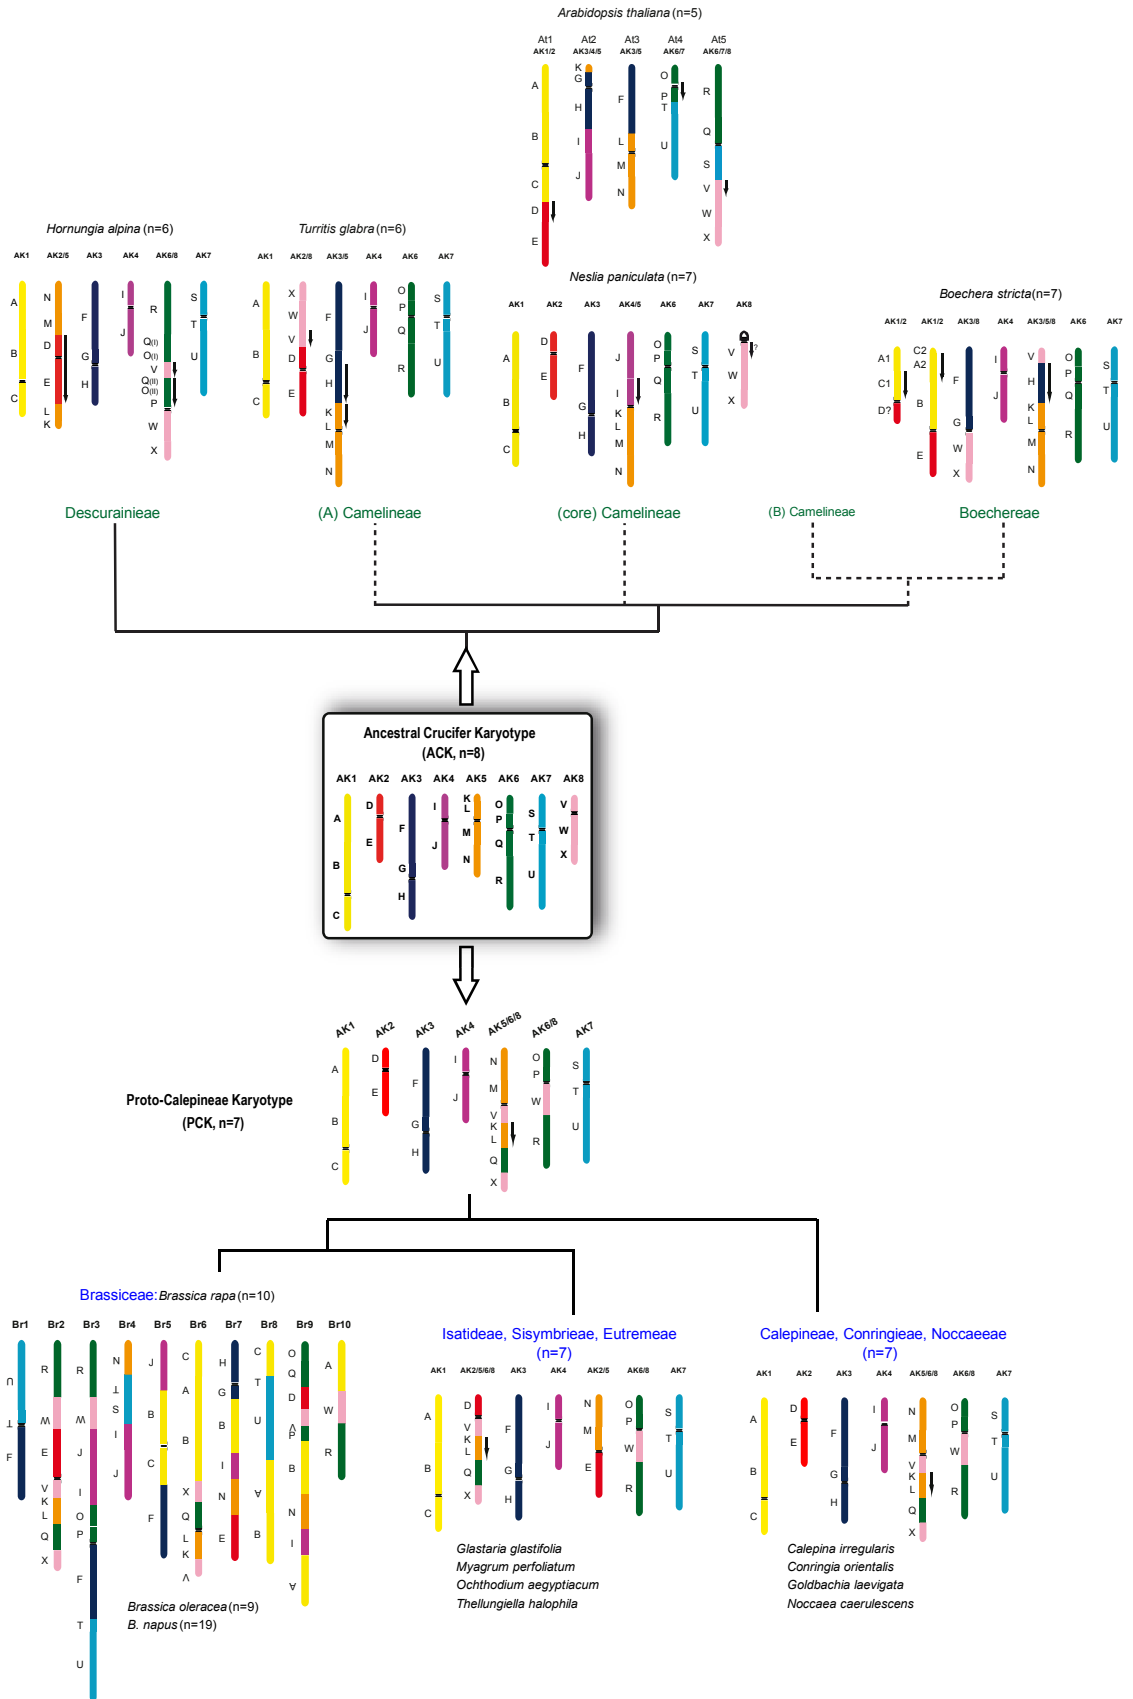 Arabidopsis thaliana (n=5)
At1 At2 At3 At4 At5
AK1/2 AK3/4/5 AK3/5 AK6/7 AK6/7/8
A B C D E
K G H I J
F L M N
O P T U
R Q S V W X
Hornungia alpina (n=6)
AK1 AK2/5 AK3 AK4 AK6/8 AK7
A B C
N M D E L K
F G H
I J
R Q(I) O(I) V Q(II) O(II) P W X
S T U
Turritis glabra (n=6)
AK1 AK2/8 AK3/5 AK4 AK6 AK7
A B C
X W V D E
F G H K L M N
I J
O P Q R
S T U
Neslia paniculata (n=7)
AK1 AK2 AK3 AK4/5 AK6 AK7 AK8
A B C
D E
F G H
J I K L M N
O P Q R
S T U
V ? W X
Boechera stricta (n=7)
AK1/2 AK1/2 AK3/8 AK4 AK3/5/8 AK6 AK7
A1 C1 D?
C2 A2 B E
F G W X
I J
V H K L M N
O P Q R
S T U
Descurainieae
(A) Camelineae
(core) Camelineae
(B) Camelineae
Boechereae
Ancestral Crucifer Karyotype
(ACK, n=8)
AK1 AK2 AK3 AK4 AK5 AK6 AK7 AK8
A B C
D E
F G H
I J
K L M N
O P Q R
S T U
V W X
AK1 AK2 AK3 AK4 AK5/6/8 AK6/8 AK7
Proto-Calepineae Karyotype
(PCK, n=7)
A B C
D E
F G H
I J
N M V K L Q X
O P W R
S T U
Brassiceae: Brassica rapa (n=10)
Br1 Br2 Br3 Br4 Br5 Br6 Br7 Br8 Br9 Br10
U T F
R W E V K L Q X
R W J I O P F T U
N T S I J
J B C F
C A B X Q L K V
H G B I N E
C T U A B
O Q D V P B N I A
A W R
Brassica oleracea (n=9)
B. napus (n=19)
Isatideae, Sisymbrieae, Eutremeae
(n=7)
AK1 AK2/5/6/8 AK3 AK4 AK2/5 AK6/8 AK7
A B C
D V K L Q X
F G H
I J
N M E
O P W R
S T U
Glastaria glastifolia
Myagrum perfoliatum
Ochthodium aegyptiacum
Thellungiella halophila
Calepineae, Conringieae, Noccaeeae
(n=7)
AK1 AK2 AK3 AK4 AK5/6/8 AK6/8 AK7
A B C
D E
F G H
I J
N M V K L Q X
O P W R
S T U
Calepina irregularis
Conringia orientalis
Goldbachia laevigata
Noccaea caerulescens